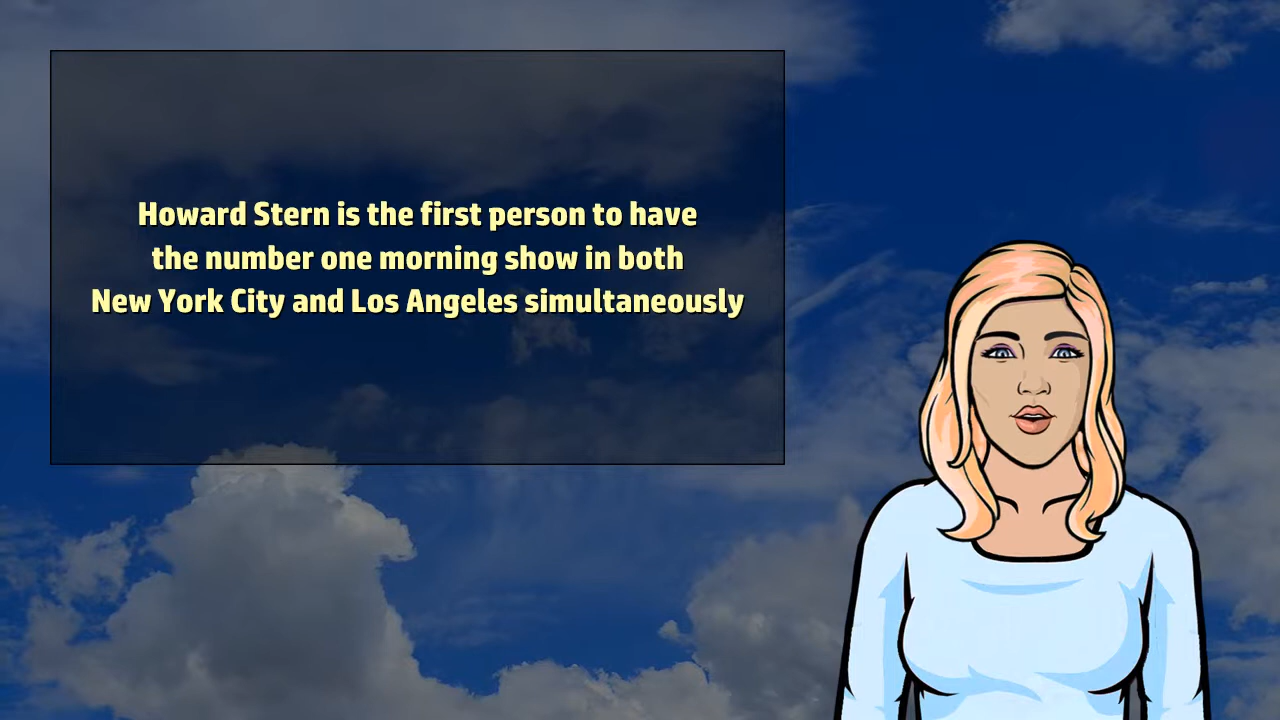 Howard Stern is the first person to have
the number one morning show in both
New York City and Los Angeles simultaneously